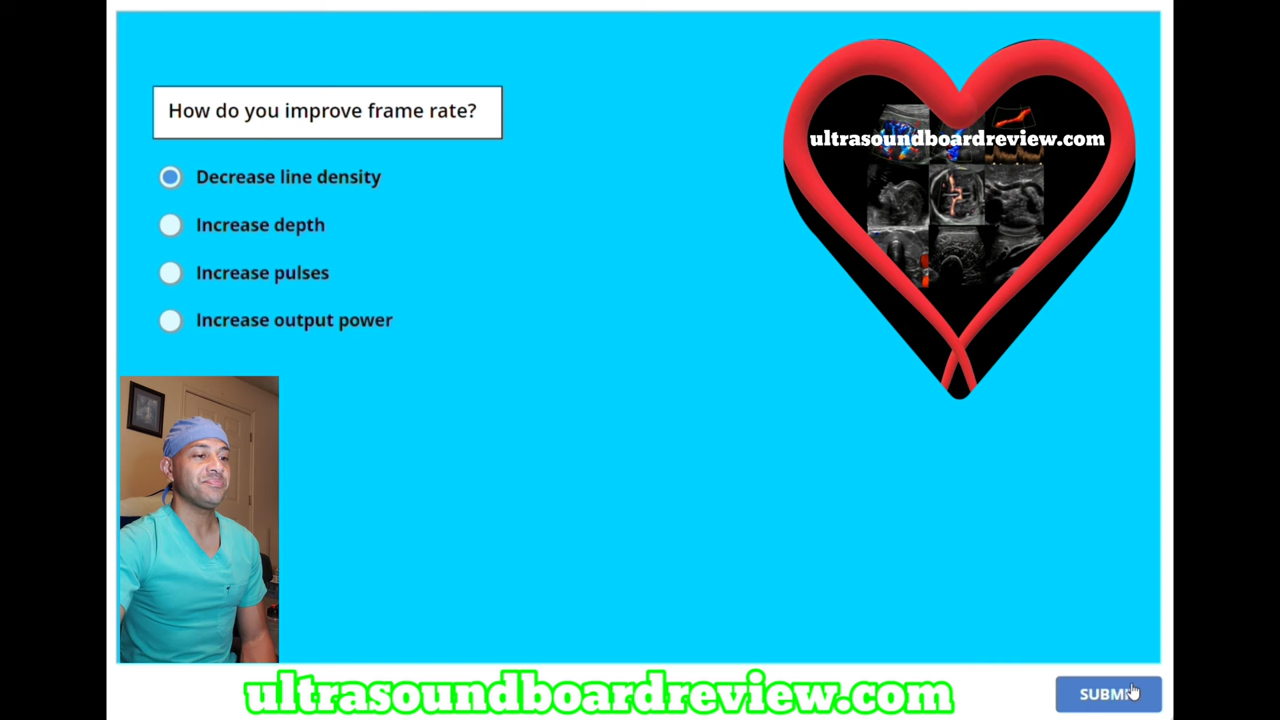 How do you improve frame rate?
ultrasoundboardreview.com
Decrease line density
Increase depth
Increase pulses
Increase output power
ultrasoundboardreview.com